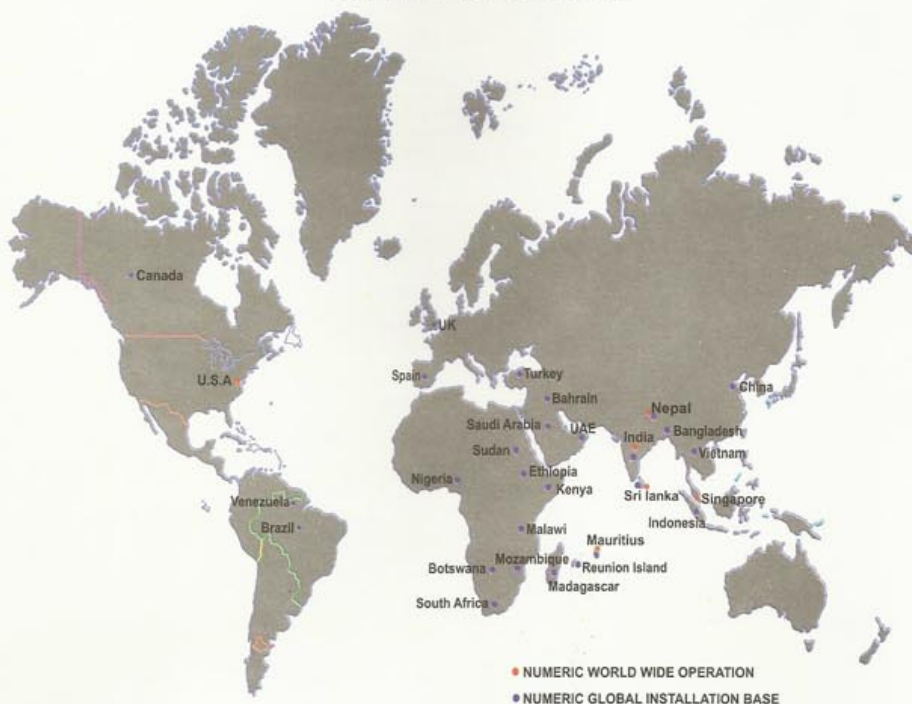 Canada
UK
U.S.A
Spain
Turkey
China
Bahrain
Nepal
Saudi Arabia
UAE
India
Bangladesh
Sudan
Vietnam
Nigeria
Ethiopia
Kenya
Sri lanka
Singapore
Venezuela
Indonesia
Brazil
Malawi
Mauritius
Mozambique
Reunion Island
Botswana
Madagascar
South Africa
NUMERIC WORLD WIDE OPERATION
NUMERIC GLOBAL INSTALLATION BASE